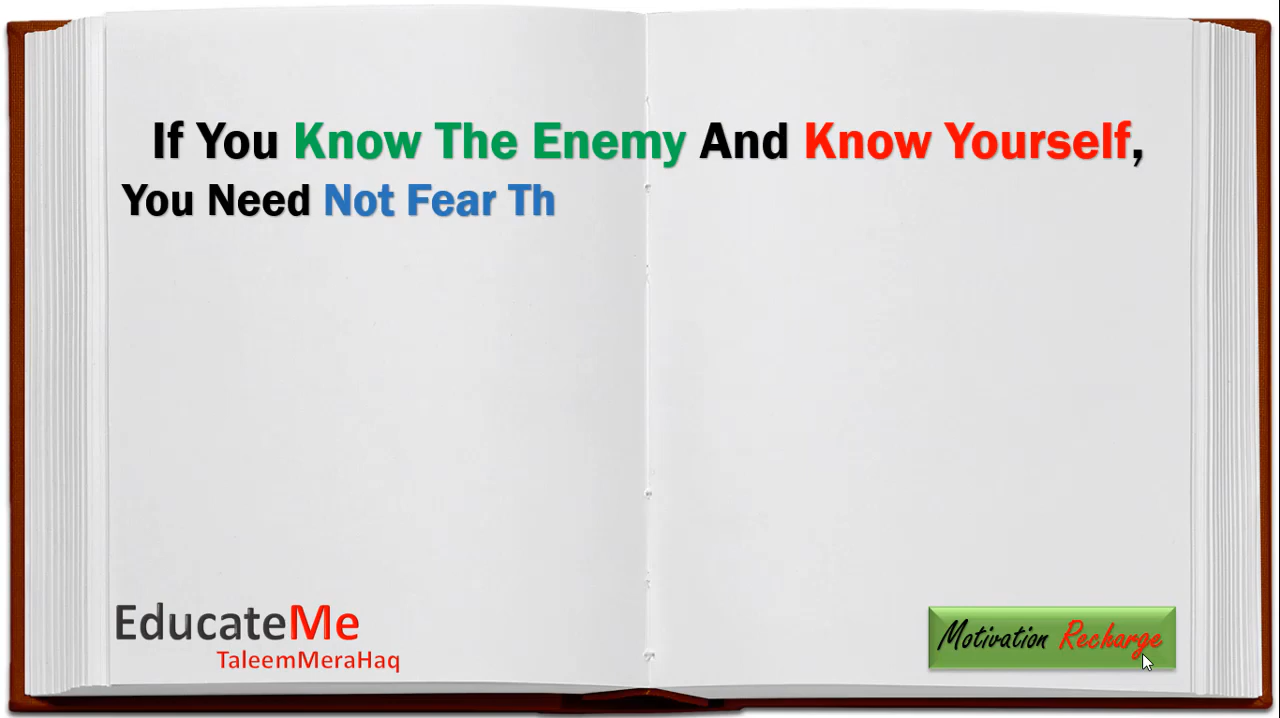 If You Know The Enemy And Know Yourself,
You Need Not Fear Th
EducateMe
TaleemMeraHaq
Motivation Recharge